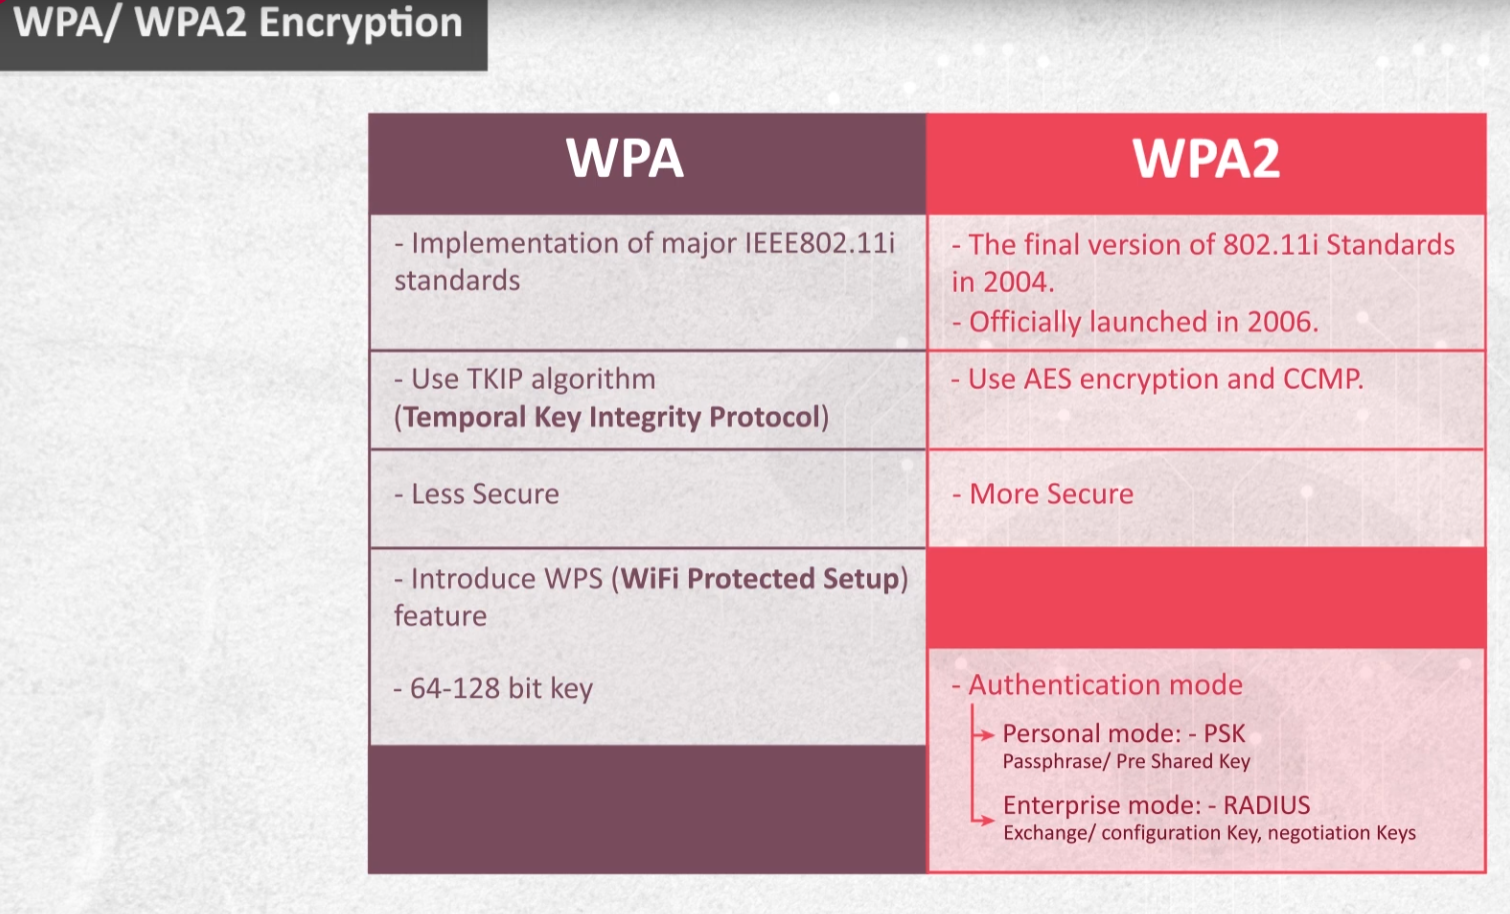 WPA/ WPA2 Encryption
WPA
WPA2
- Implementation of major IEEE802.11i
standards
- The final version of 802.11i Standards
in 2004.
- Officially launched in 2006.
- Use TKIP algorithm
(Temporal Key Integrity Protocol)
- Use AES encryption and CCMP.
- Less Secure
- More Secure
- Introduce WPS (WiFi Protected Setup)
feature
- 64-128 bit key
- Authentication mode
Personal mode: - PSK
Passphrase/ Pre Shared Key
Enterprise mode: - RADIUS
Exchange/ configuration Key, negotiation Keys